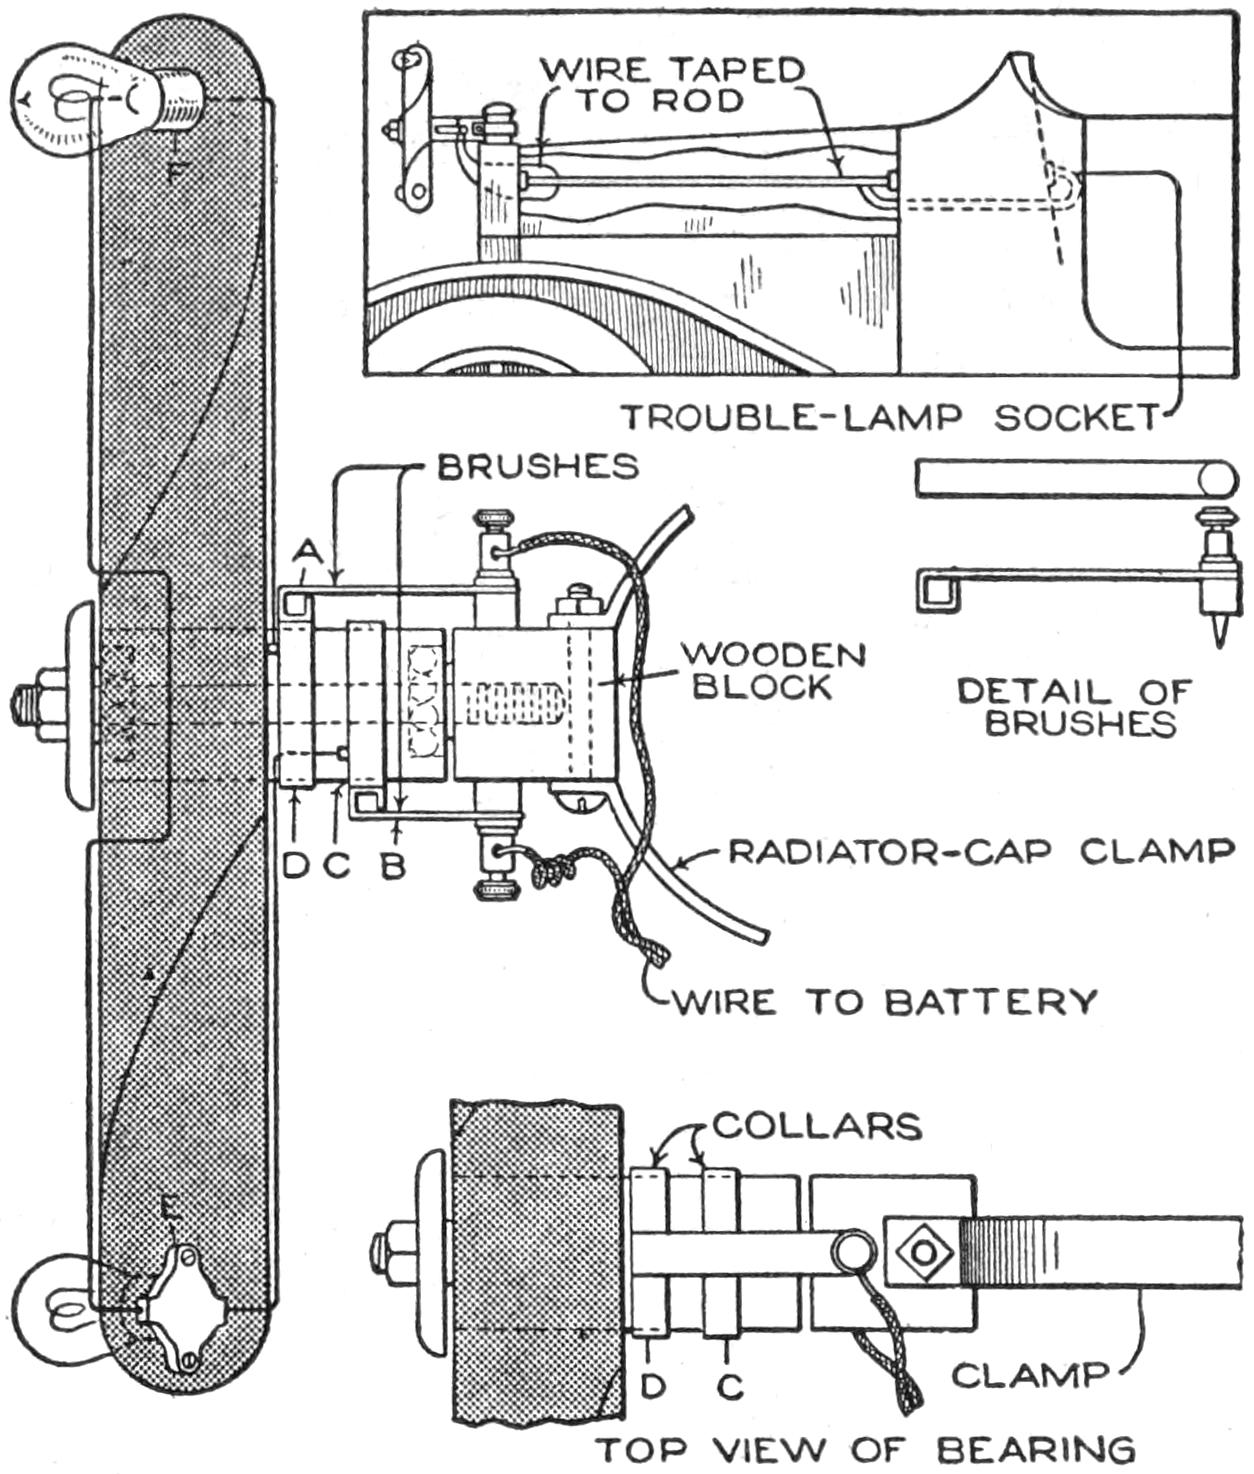 WIRE TAPED
TO ROD
TROUBLE-LAMP SOCKET
F
BRUSHES
A
WOODEN
BLOCK
DETAIL OF
BRUSHES
D C B
RADIATOR-CAP CLAMP
WIRE TO BATTERY
COLLARS
E
D C
CLAMP
TOP VIEW OF BEARING